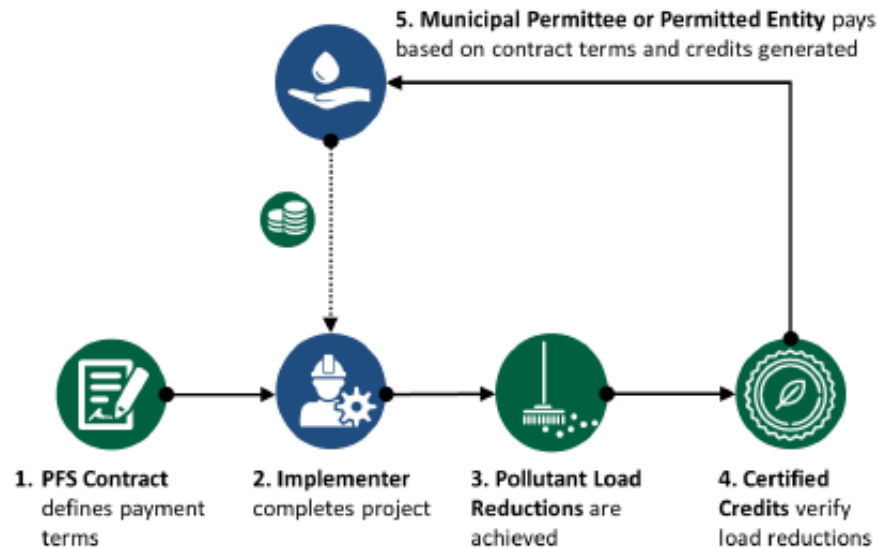 5. Municipal Permittee or Permitted Entity pays
based on contract terms and credits generated
1. PFS Contract
defines payment
terms
2. Implementer
completes project
3. Pollutant Load
Reductions are
achieved
4. Certified
Credits verify
load reductions